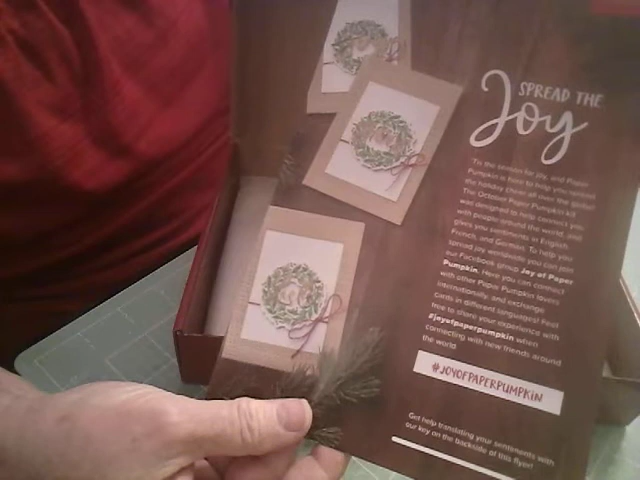 SPREAD THE
Joy
'Tis the season for joy, and Paper
Pumpkin is here to help you spread
the holiday cheer all over the globe!
The October Paper Pumpkin kit
was designed to help connect you
with people around the world, and
gives you sentiments in English,
French, and German. To help you
spread joy worldwide you can join
our Facebook group Joy of Paper
Pumpkin. Here you can connect
with other Paper Pumpkin lovers
internationally, and exchange
cards in different languages! Feel
free to share your experience with
#joyofpaperpumpkin when
connecting with new friends around
the world.
#JOYOFPAPERPUMPKIN
Get help translating your sentiments with
our key on the backside of this flyer!